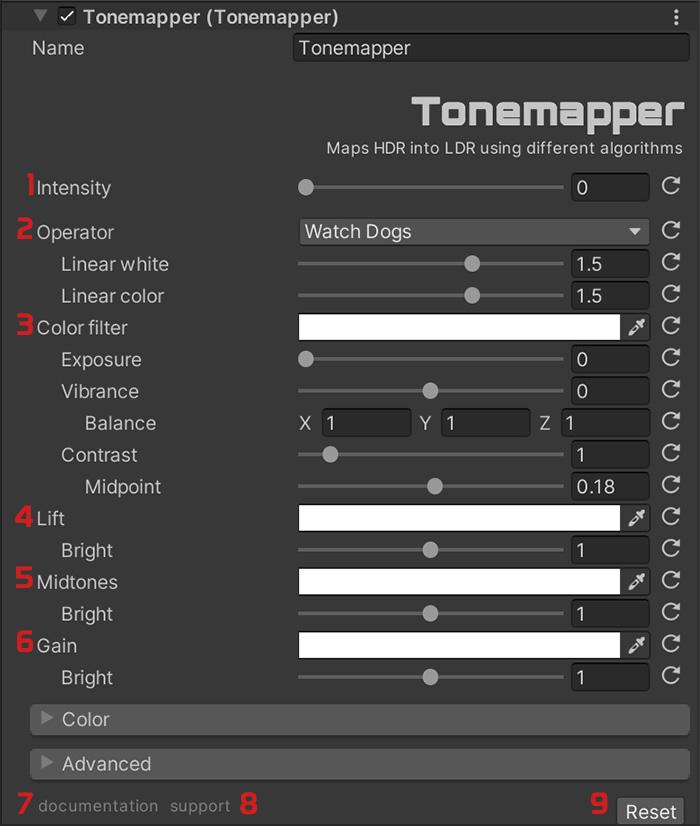 Tonemapper (Tonemapper)
Name Tonemapper
Tonemapper
Maps HDR into LDR using different algorithms
1 Intensity 0
2 Operator Watch Dogs
Linear white 1.5
Linear color 1.5
3 Color filter
Exposure 0
Vibrance 0
Balance X 1 Y 1 Z 1
Contrast 1
Midpoint 0.18
4 Lift
Bright 1
5 Midtones
Bright 1
6 Gain
Bright 1
Color
Advanced
7 documentation support 8 9 Reset